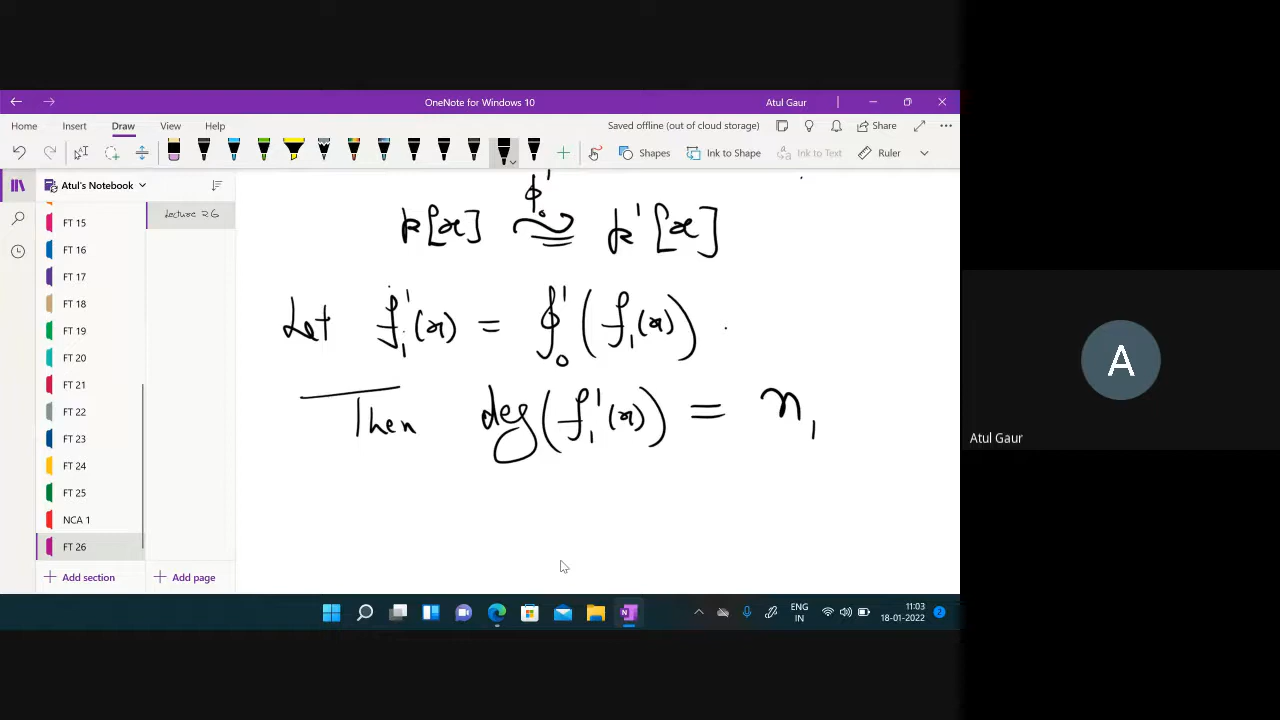 OneNote for Windows 10
Atul Gaur
Home Insert Draw View Help
Saved offline (out of cloud storage)
Share
Shapes
Ink to Shape
Ink to Text
Ruler
Atul's Notebook
FT 15
FT 16
FT 17
FT 18
FT 19
FT 20
FT 21
FT 22
FT 23
FT 24
FT 25
NCA 1
FT 26
Add section
Add page
Lecture 26
k[x] ≅ k'[x]
ϕ'₀
Let f₁'(x) = ϕ₀'(f₁(x)).
Then deg(f₁'(x)) = n₁
A
Atul Gaur
ENG
IN
11:03
18-01-2022
2